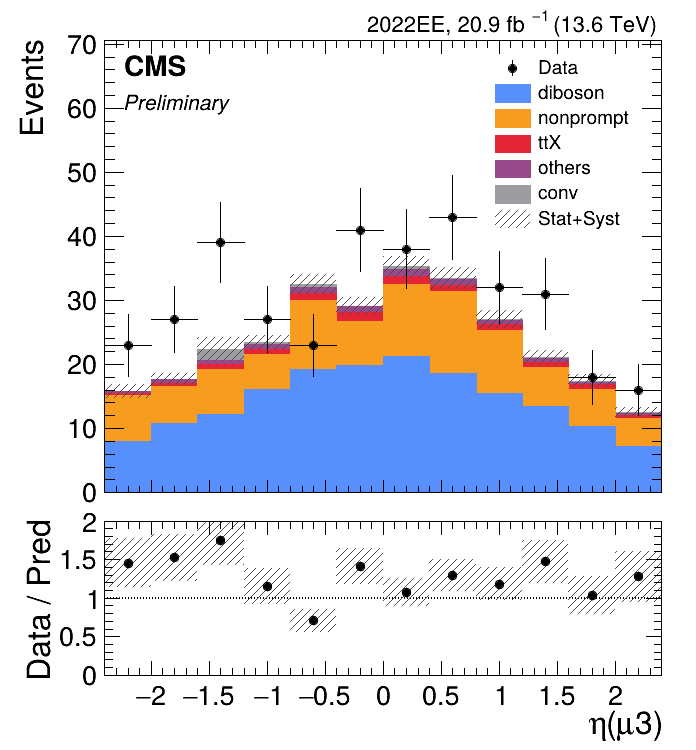 2022EE, 20.9 fb⁻¹ (13.6 TeV)
CMS
Preliminary
Events
70
60
50
40
30
20
10
0
Data
diboson
nonprompt
ttX
others
conv
Stat+Syst
Data / Pred
2
1.5
1
0.5
0
−2 −1.5 −1 −0.5 0 0.5 1 1.5 2
η(μ3)